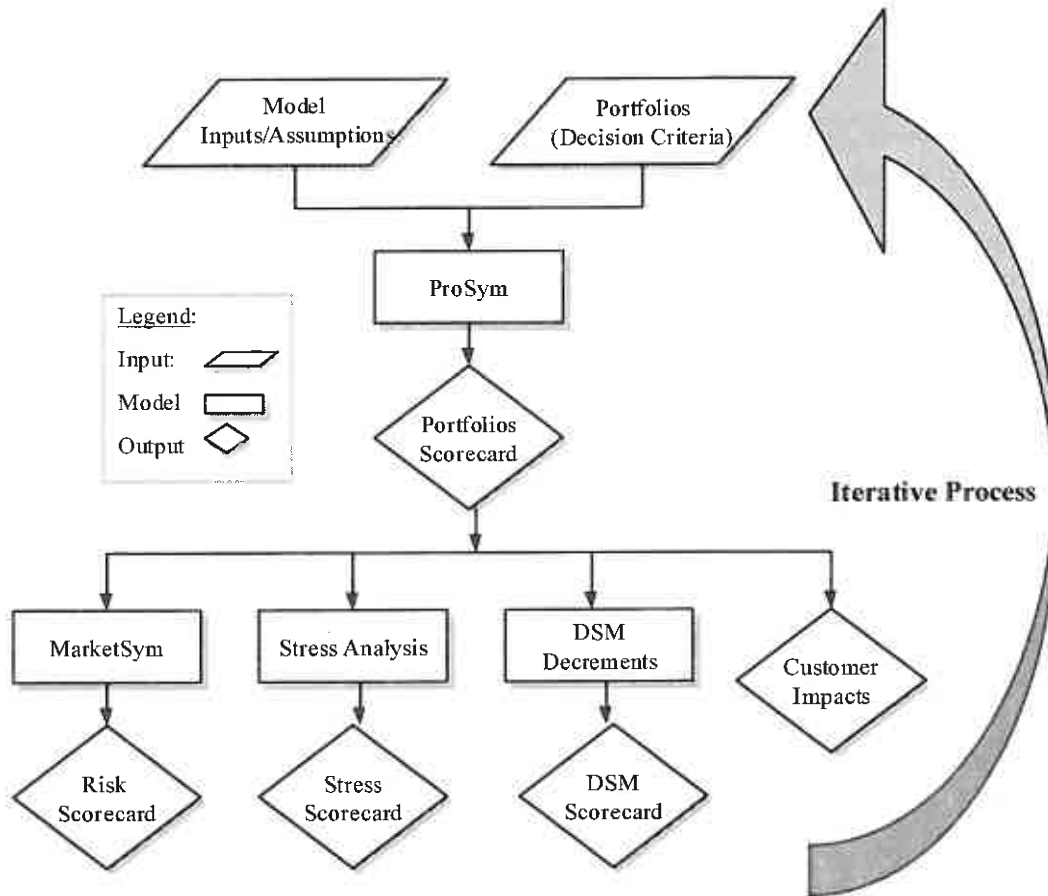 Model
Inputs/Assumptions
Portfolios
(Decision Criteria)
ProSym
Legend:
Input:
Model
Output
Portfolios
Scorecard
Iterative Process
MarketSym
Stress Analysis
DSM
Decrements
Customer
Impacts
Risk
Scorecard
Stress
Scorecard
DSM
Scorecard